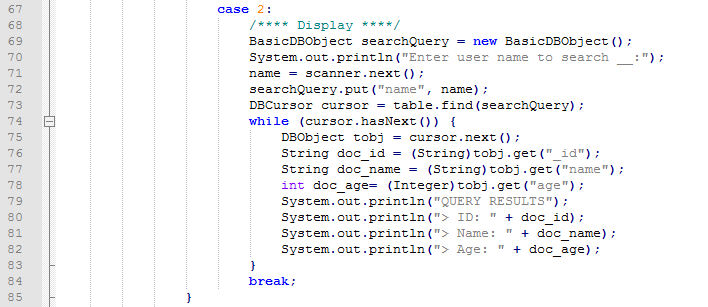 67 case 2:
68 /**** Display ****/
69 BasicDBObject searchQuery = new BasicDBObject();
70 System.out.println("Enter user name to search __:");
71 name = scanner.next();
72 searchQuery.put("name", name);
73 DBCursor cursor = table.find(searchQuery);
74 while (cursor.hasNext()) {
75 DBObject tobj = cursor.next();
76 String doc_id = (String)tobj.get("_id");
77 String doc_name = (String)tobj.get("name");
78 int doc_age= (Integer)tobj.get("age");
79 System.out.println("QUERY RESULTS");
80 System.out.println("> ID: " + doc_id);
81 System.out.println("> Name: " + doc_name);
82 System.out.println("> Age: " + doc_age);
83 }
84 break;
85 }